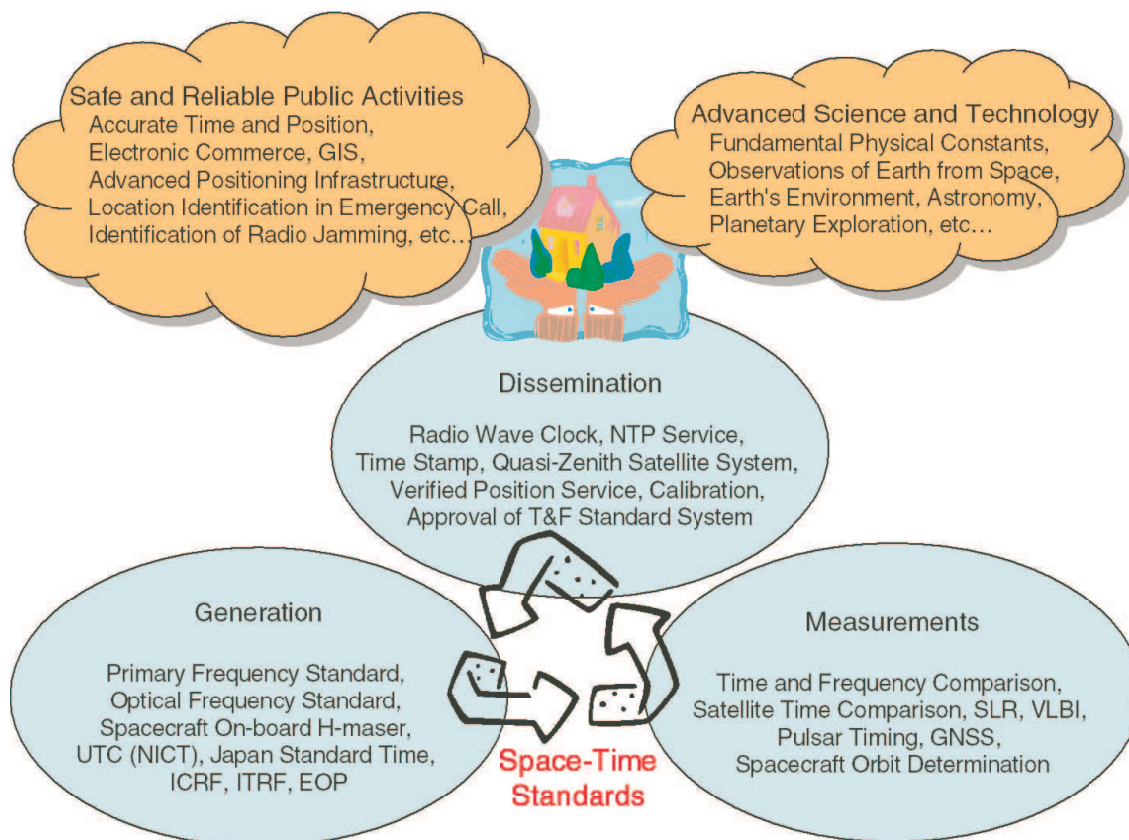 Safe and Reliable Public Activities
Accurate Time and Position,
Electronic Commerce, GIS,
Advanced Positioning Infrastructure,
Location Identification in Emergency Call,
Identification of Radio Jamming, etc...
Advanced Science and Technology
Fundamental Physical Constants,
Observations of Earth from Space,
Earth's Environment, Astronomy,
Planetary Exploration, etc...
Dissemination
Radio Wave Clock, NTP Service,
Time Stamp, Quasi-Zenith Satellite System,
Verified Position Service, Calibration,
Approval of T&F Standard System
Generation
Primary Frequency Standard,
Optical Frequency Standard,
Spacecraft On-board H-maser,
UTC (NICT), Japan Standard Time,
ICRF, ITRF, EOP
Measurements
Time and Frequency Comparison,
Satellite Time Comparison, SLR, VLBI,
Pulsar Timing, GNSS,
Spacecraft Orbit Determination
Space-Time
Standards